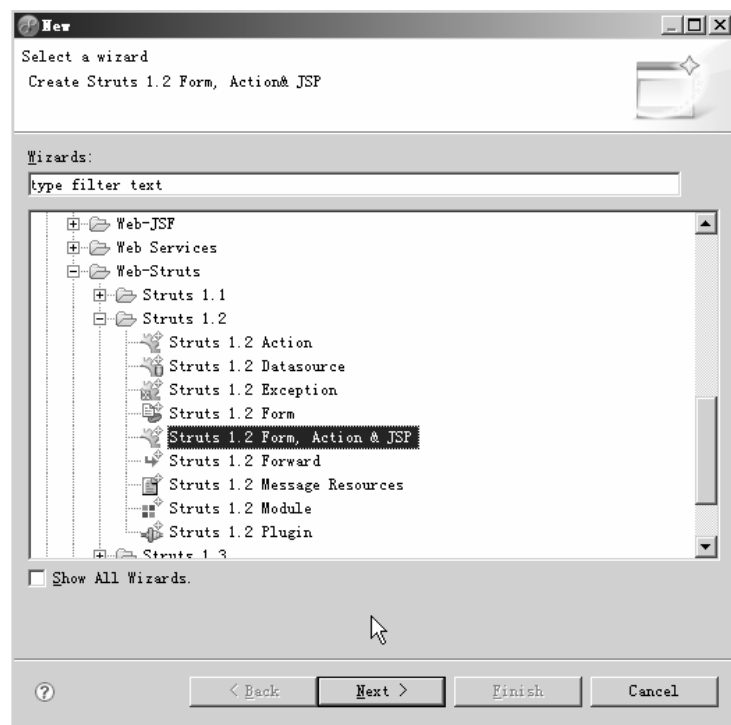 New
Select a wizard
Create Struts 1.2 Form, Action& JSP
Wizards:
type filter text
Web-JSF
Web Services
Web-Struts
Struts 1.1
Struts 1.2
Struts 1.2 Action
Struts 1.2 Datasource
Struts 1.2 Exception
Struts 1.2 Form
Struts 1.2 Form, Action & JSP
Struts 1.2 Forward
Struts 1.2 Message Resources
Struts 1.2 Module
Struts 1.2 Plugin
Struts 1.3
Show All Wizards.
< Back Next > Finish Cancel